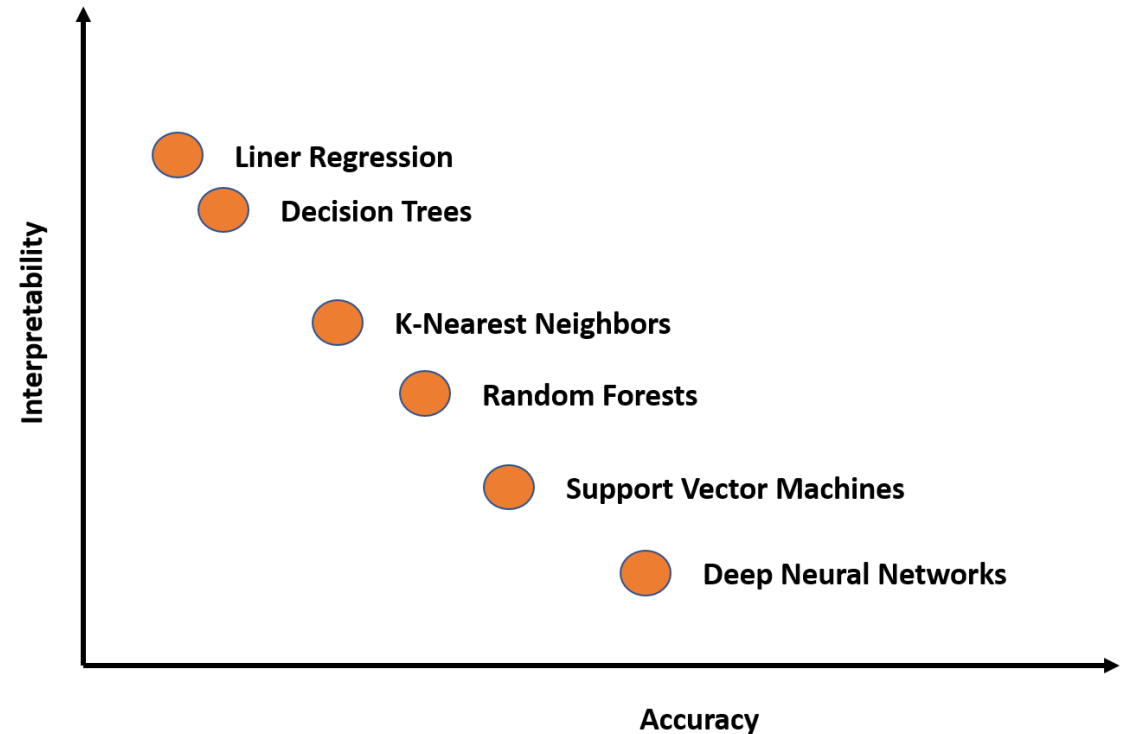 Interpretability
Liner Regression
Decision Trees
K-Nearest Neighbors
Random Forests
Support Vector Machines
Deep Neural Networks
Accuracy